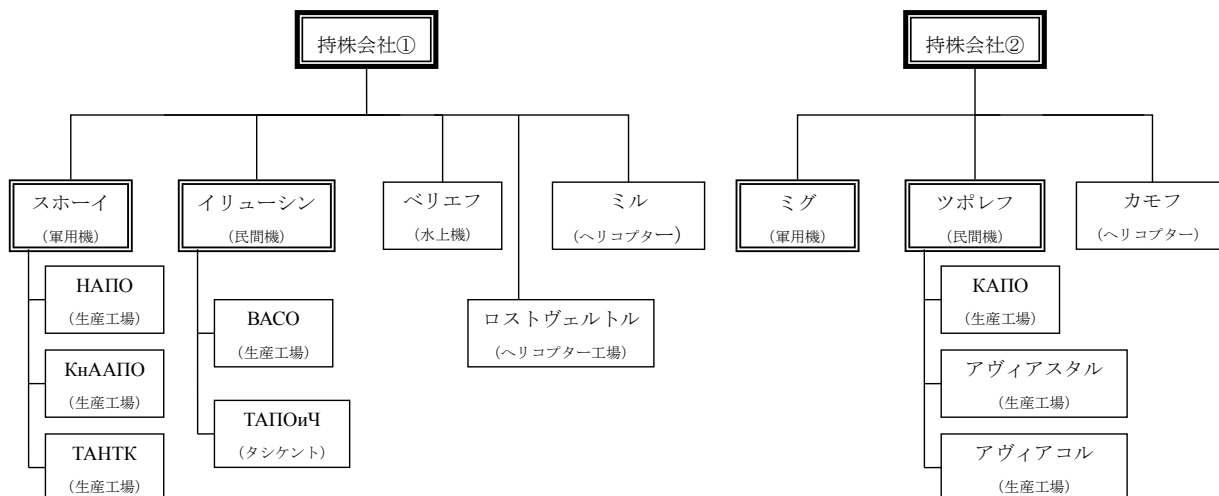 持株会社①
持株会社②
スホーイ
(軍用機)
イリューシン
(民間機)
ベリエフ
(水上機)
ミル
(ヘリコプター)
ミグ
(軍用機)
ツポレフ
(民間機)
カモフ
(ヘリコプター)
НАПО
(生産工場)
КнААПО
(生産工場)
ТАНТК
(生産工場)
ВАСО
(生産工場)
ТАПОиЧ
(タシケント)
ロストヴェルトル
(ヘリコプター工場)
КАПО
(生産工場)
アヴィアスタル
(生産工場)
アヴィアコル
(生産工場)